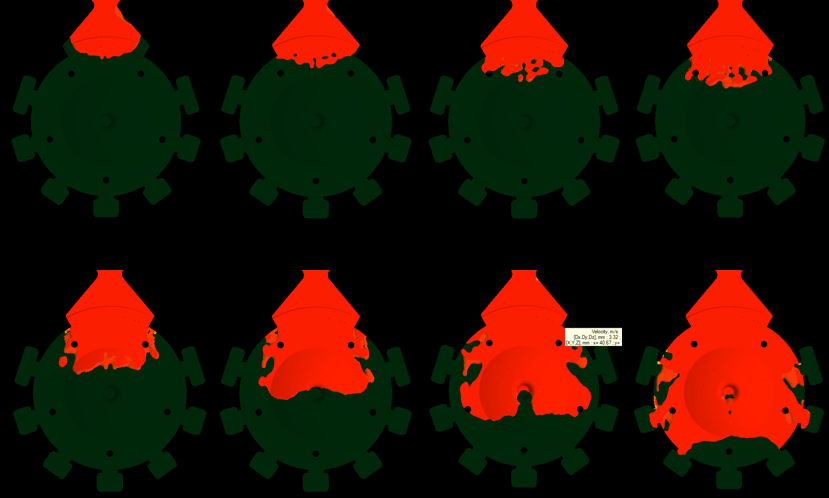 Velocity, m/s
[Dx,Dy,Dz], mm : 3.32
[X,Y,Z], mm : x= 40.67 : y=